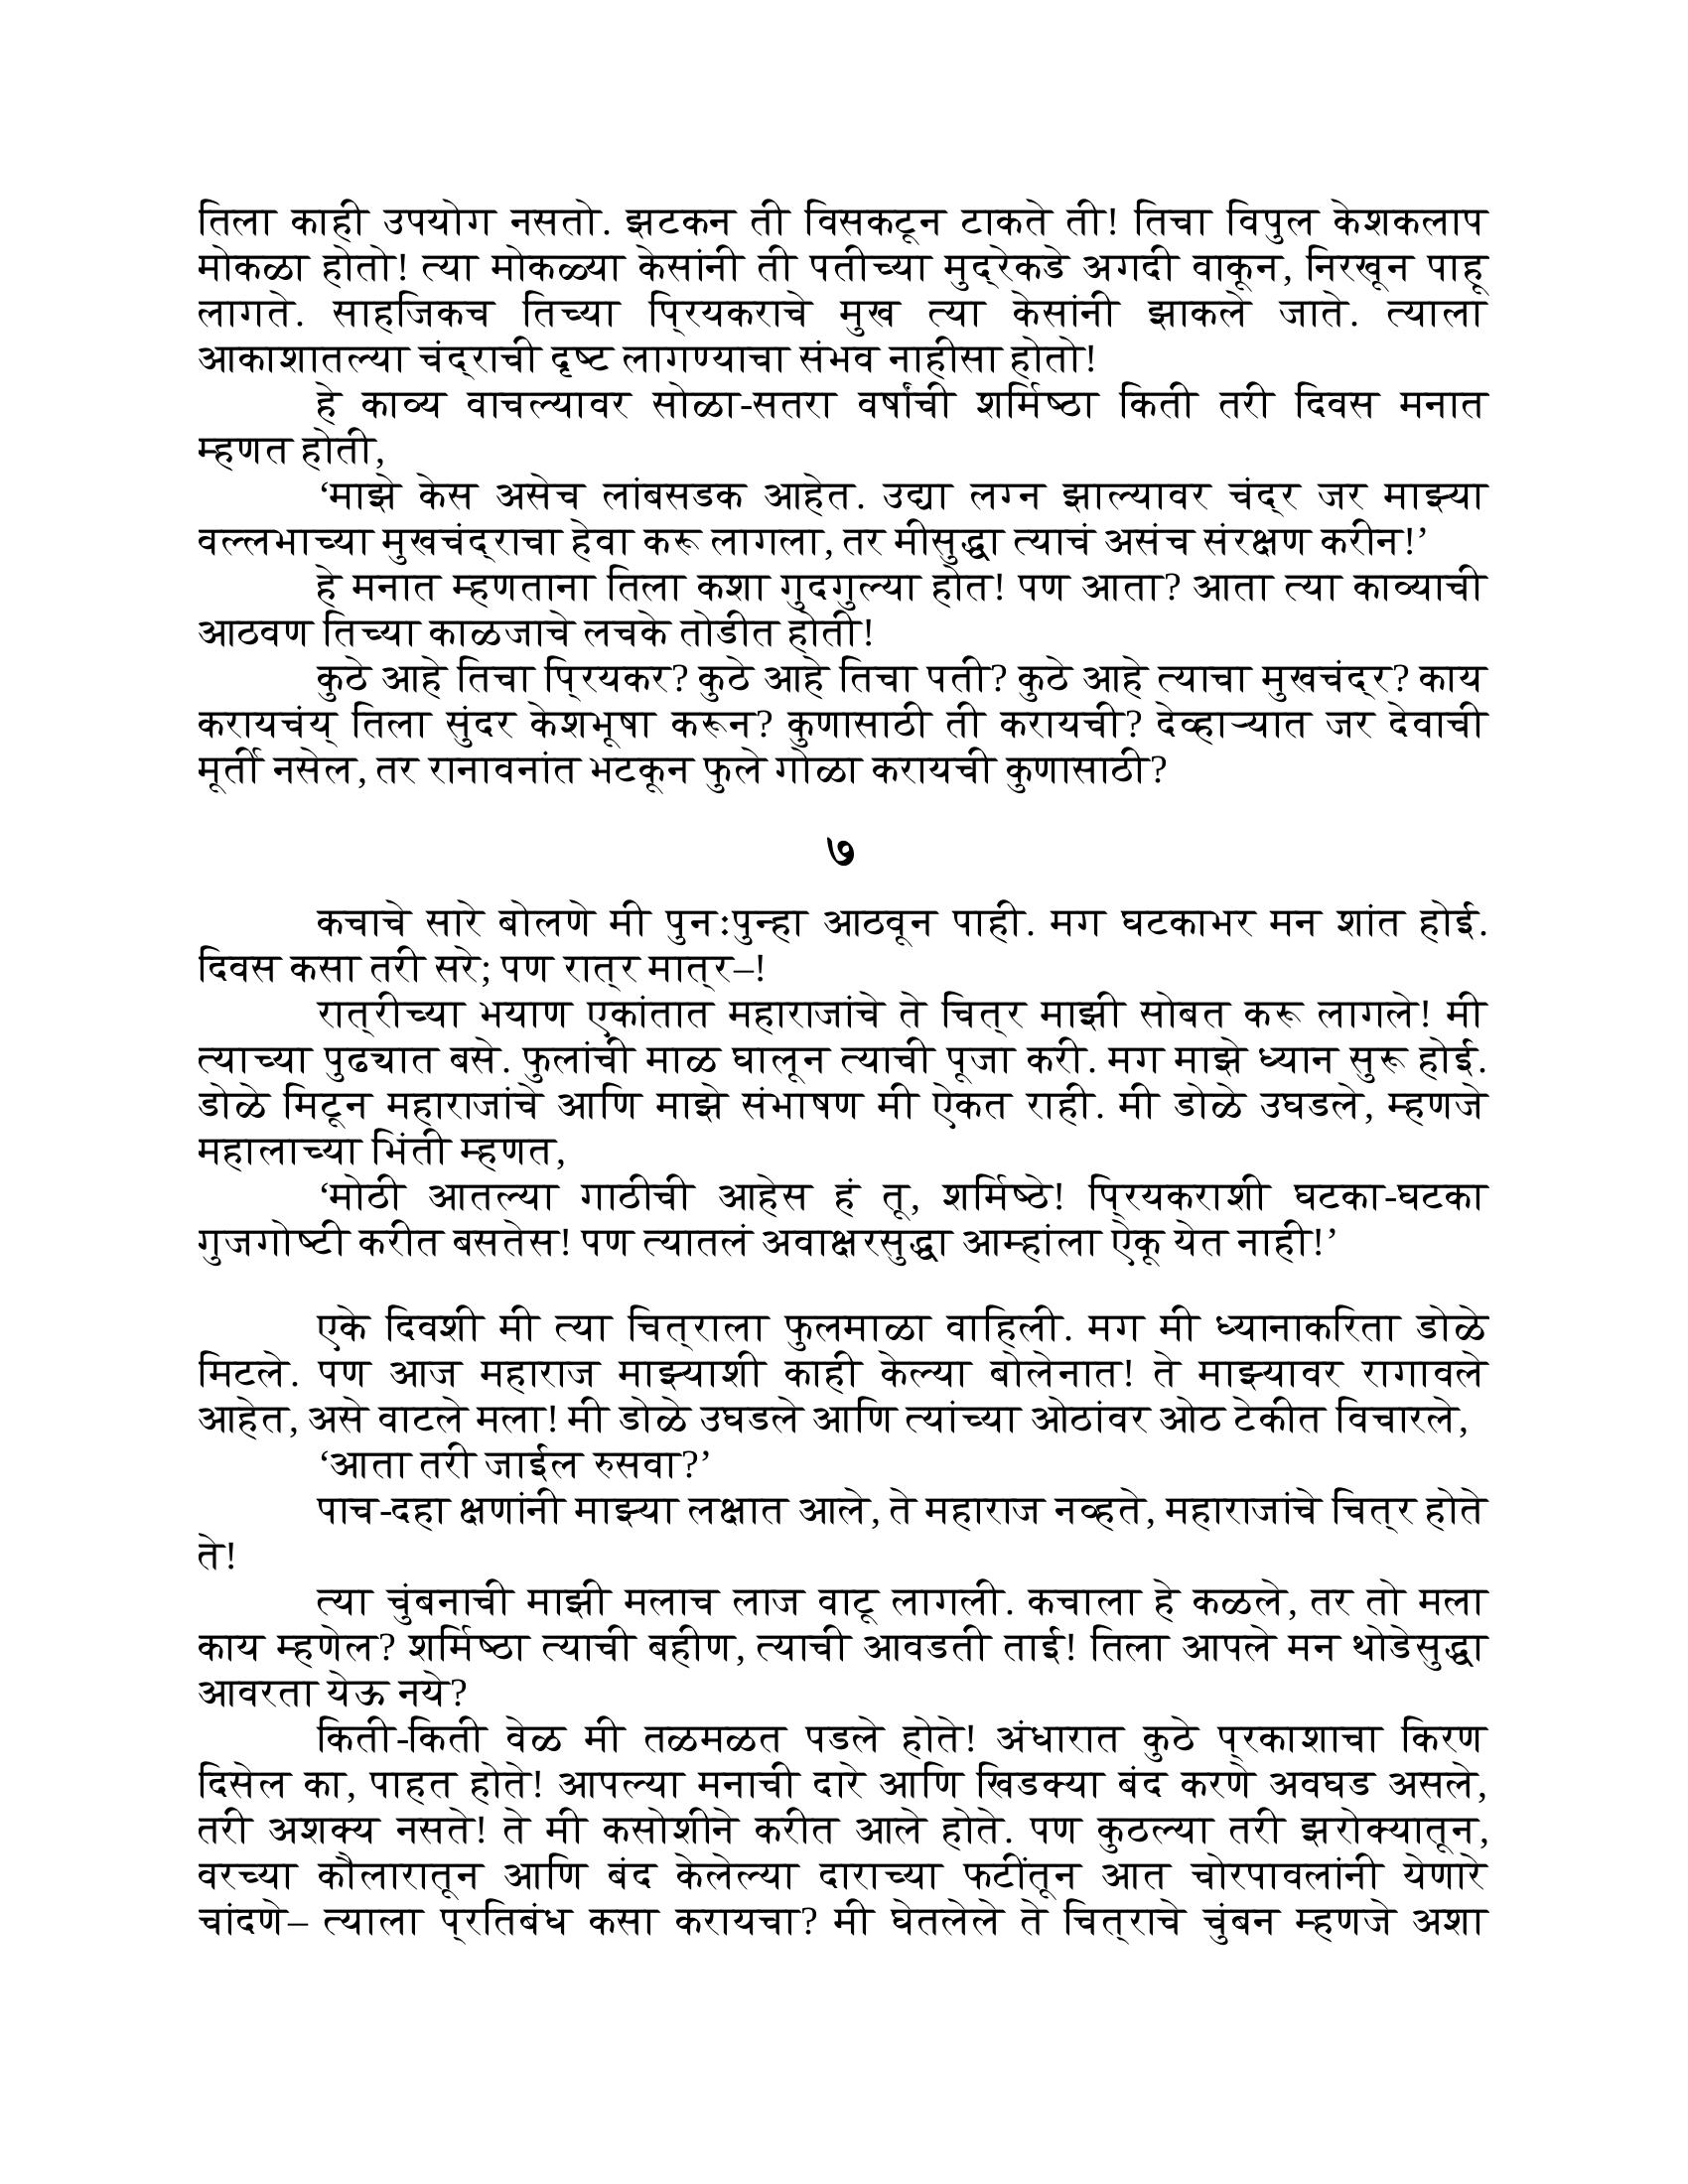 तिला काही उपयोग नसतो. झटकन ती विसकटून टाकते ती! तिचा विपुल केशकलाप
मोकळा होतो! त्या मोकळ्या केसांनी ती पतीच्या मुद्रेकडे अगदी वाकून, निरखून पाहू
लागते. साहजिकच तिच्या प्रियकराचे मुख त्या केसांनी झाकले जाते. त्याला
आकाशातल्या चंद्राची दृष्ट लागण्याचा संभव नाहीसा होतो!
हे काव्य वाचल्यावर सोळा-सतरा वर्षांची शर्मिष्ठा किती तरी दिवस मनात
म्हणत होती,
‘माझे केस असेच लांबसडक आहेत. उद्या लग्न झाल्यावर चंद्र जर माझ्या
वल्लभाच्या मुखचंद्राचा हेवा करू लागला, तर मीसुद्धा त्याचं असंच संरक्षण करीन!’
हे मनात म्हणताना तिला कशा गुदगुल्या होत! पण आता? आता त्या काव्याची
आठवण तिच्या काळजाचे लचके तोडीत होती!
कुठे आहे तिचा प्रियकर? कुठे आहे तिचा पती? कुठे आहे त्याचा मुखचंद्र? काय
करायचंय् तिला सुंदर केशभूषा करून? कुणासाठी ती करायची? देव्हाऱ्यात जर देवाची
मूर्ती नसेल, तर रानावनांत भटकून फुले गोळा करायची कुणासाठी?
७
कचाचे सारे बोलणे मी पुनःपुन्हा आठवून पाही. मग घटकाभर मन शांत होई.
दिवस कसा तरी सरे; पण रात्र मात्र–!
रात्रीच्या भयाण एकांतात महाराजांचे ते चित्र माझी सोबत करू लागले! मी
त्याच्या पुढ्यात बसे. फुलांची माळ घालून त्याची पूजा करी. मग माझे ध्यान सुरू होई.
डोळे मिटून महाराजांचे आणि माझे संभाषण मी ऐकत राही. मी डोळे उघडले, म्हणजे
महालाच्या भिंती म्हणत,
‘मोठी आतल्या गाठीची आहेस हं तू, शर्मिष्ठे! प्रियकराशी घटका-घटका
गुजगोष्टी करीत बसतेस! पण त्यातलं अवाक्षरसुद्धा आम्हांला ऐकू येत नाही!’
एके दिवशी मी त्या चित्राला फुलमाळा वाहिली. मग मी ध्यानाकरिता डोळे
मिटले. पण आज महाराज माझ्याशी काही केल्या बोलेनात! ते माझ्यावर रागावले
आहेत, असे वाटले मला! मी डोळे उघडले आणि त्यांच्या ओठांवर ओठ टेकीत विचारले,
‘आता तरी जाईल रुसवा?’
पाच-दहा क्षणांनी माझ्या लक्षात आले, ते महाराज नव्हते, महाराजांचे चित्र होते
ते!
त्या चुंबनाची माझी मलाच लाज वाटू लागली. कचाला हे कळले, तर तो मला
काय म्हणेल? शर्मिष्ठा त्याची बहीण, त्याची आवडती ताई! तिला आपले मन थोडेसुद्धा
आवरता येऊ नये?
किती-किती वेळ मी तळमळत पडले होते! अंधारात कुठे प्रकाशाचा किरण
दिसेल का, पाहत होते! आपल्या मनाची दारे आणि खिडक्या बंद करणे अवघड असले,
तरी अशक्य नसते! ते मी कसोशीने करीत आले होते. पण कुठल्या तरी झरोक्यातून,
वरच्या कौलारातून आणि बंद केलेल्या दाराच्या फटींतून आत चोरपावलांनी येणारे
चांदणे– त्याला प्रतिबंध कसा करायचा? मी घेतलेले ते चित्राचे चुंबन म्हणजे अशा